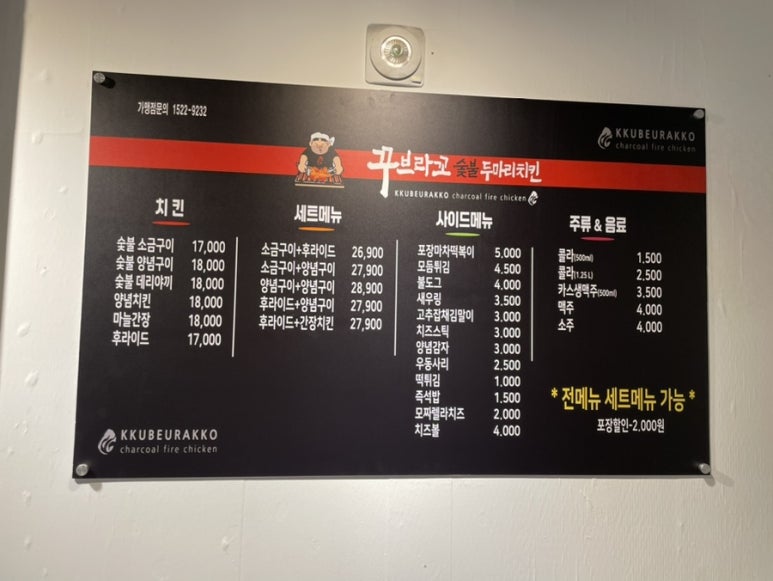 가맹점문의 1522~9232
KKUBEURAKKO
charcoal fire chicken
꾸브라꼬 숯불 두마리치킨
KKUBEURAKKO charcoal fire chicken
치킨
숯불 소금구이 17,000
숯불 양념구이 18,000
숯불 데리야끼 18,000
양념치킨 18,000
마늘간장 18,000
후라이드 17,000
세트메뉴
소금구이+후라이드 26,900
소금구이+양념구이 27,900
양념구이+양념구이 28,900
후라이드+양념구이 27,900
후라이드+간장치킨 27,900
사이드메뉴
포장마차떡볶이 5,000
모듬튀김 4,500
불도그 4,000
새우링 3,500
고추잡채김말이 3,000
치즈스틱 3,000
양념감자 3,000
우동사리 2,500
떡튀김 1,000
즉석밥 1,500
모짜렐라치즈 2,000
치즈볼 4,000
주류 & 음료
콜라(500ml) 1,500
콜라(1.25 L) 2,500
카스생맥주(500ml) 3,500
맥주 4,000
소주 4,000
* 전메뉴 세트메뉴 가능 *
포장할인-2,000원
KKUBEURAKKO
charcoal fire chicken